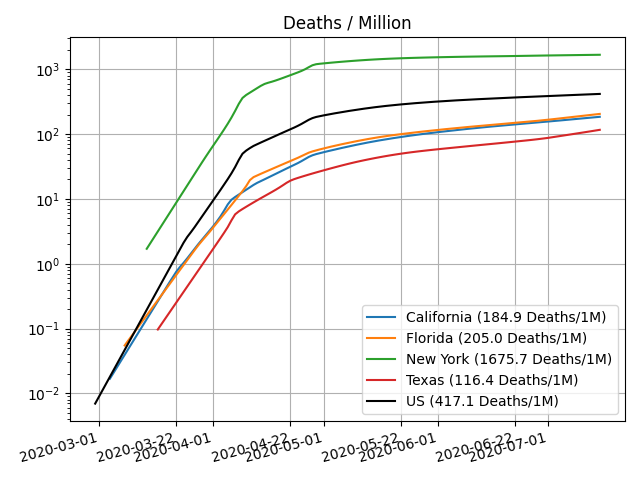 Deaths / Million
10³
10²
10¹
10⁰
10⁻¹
10⁻²
California (184.9 Deaths/1M)
Florida (205.0 Deaths/1M)
New York (1675.7 Deaths/1M)
Texas (116.4 Deaths/1M)
US (417.1 Deaths/1M)
2020-03-01
2020-03-22
2020-04-01
2020-04-22
2020-05-01
2020-05-22
2020-06-01
2020-06-22
2020-07-01